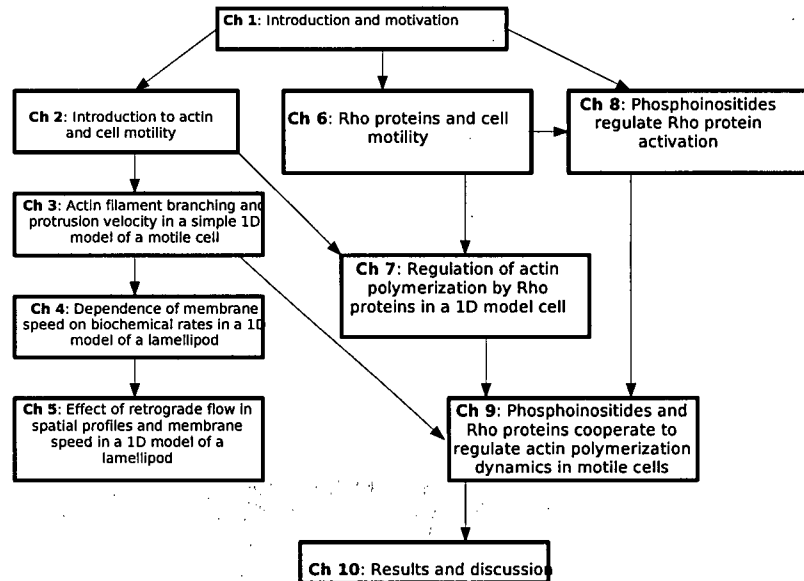 Ch 1: Introduction and motivation
Ch 2: Introduction to actin
and cell motility
Ch 6: Rho proteins and cell
motility
Ch 8: Phosphoinositides
regulate Rho protein
activation
Ch 3: Actin filament branching and
protrusion velocity in a simple 1D
model of a motile cell
Ch 7: Regulation of actin
polymerization by Rho
proteins in a 1D model cell
Ch 4: Dependence of membrane
speed on biochemical rates in a 1D
model of a lamellipod
Ch 5: Effect of retrograde flow in
spatial profiles and membrane
speed in a 1D model of a
lamellipod
Ch 9: Phosphoinositides and
Rho proteins cooperate to
regulate actin polymerization
dynamics in motile cells
Ch 10: Results and discussion